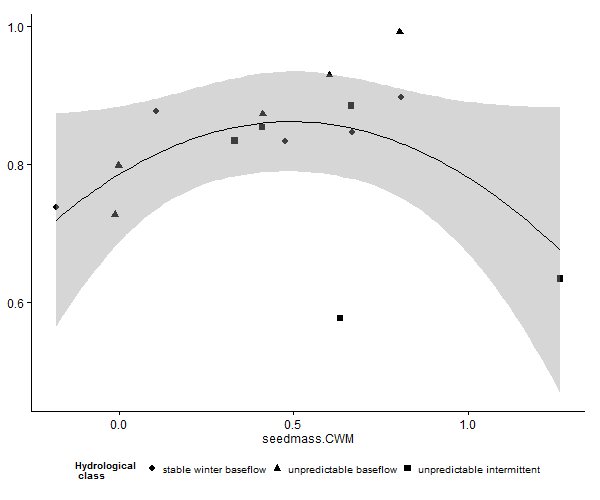 1.0
0.8
0.6
0.0 0.5 1.0
seedmass.CWM
Hydrological
class
stable winter baseflow unpredictable baseflow unpredictable intermittent